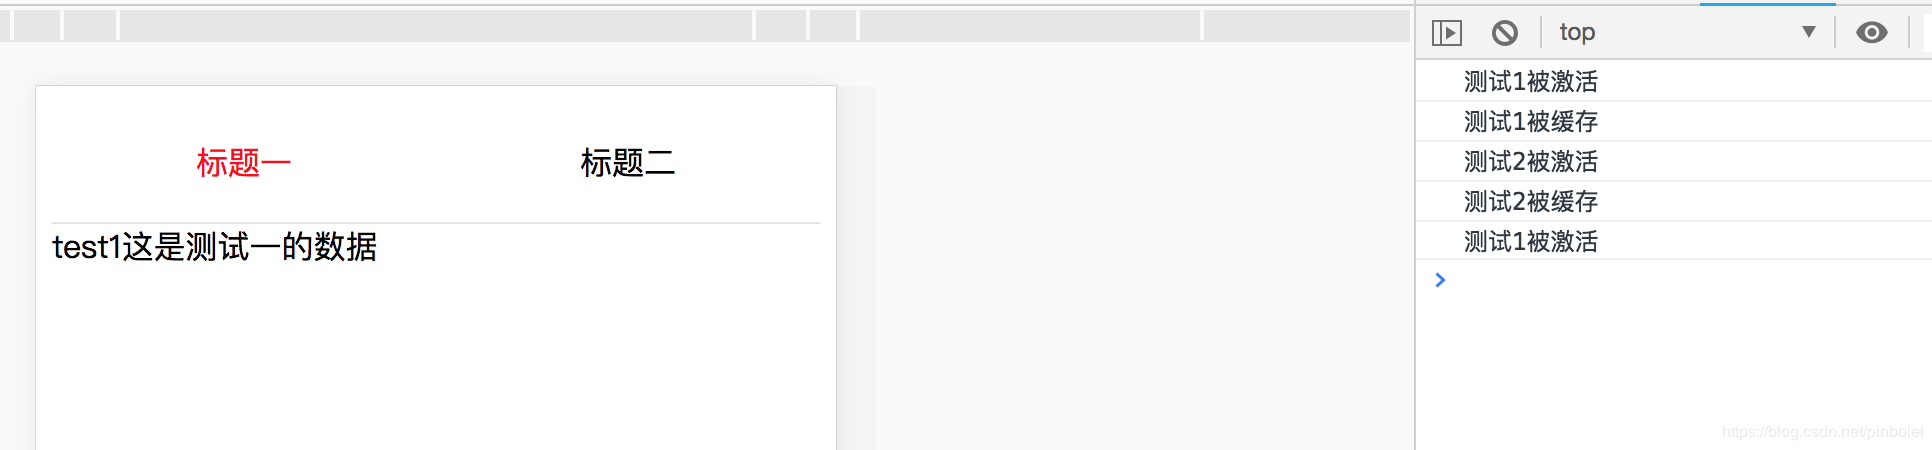 标题一 标题二
test1这是测试一的数据
top
测试1被激活
测试1被缓存
测试2被激活
测试2被缓存
测试1被激活
https://blog.csdn.net/pinbolei